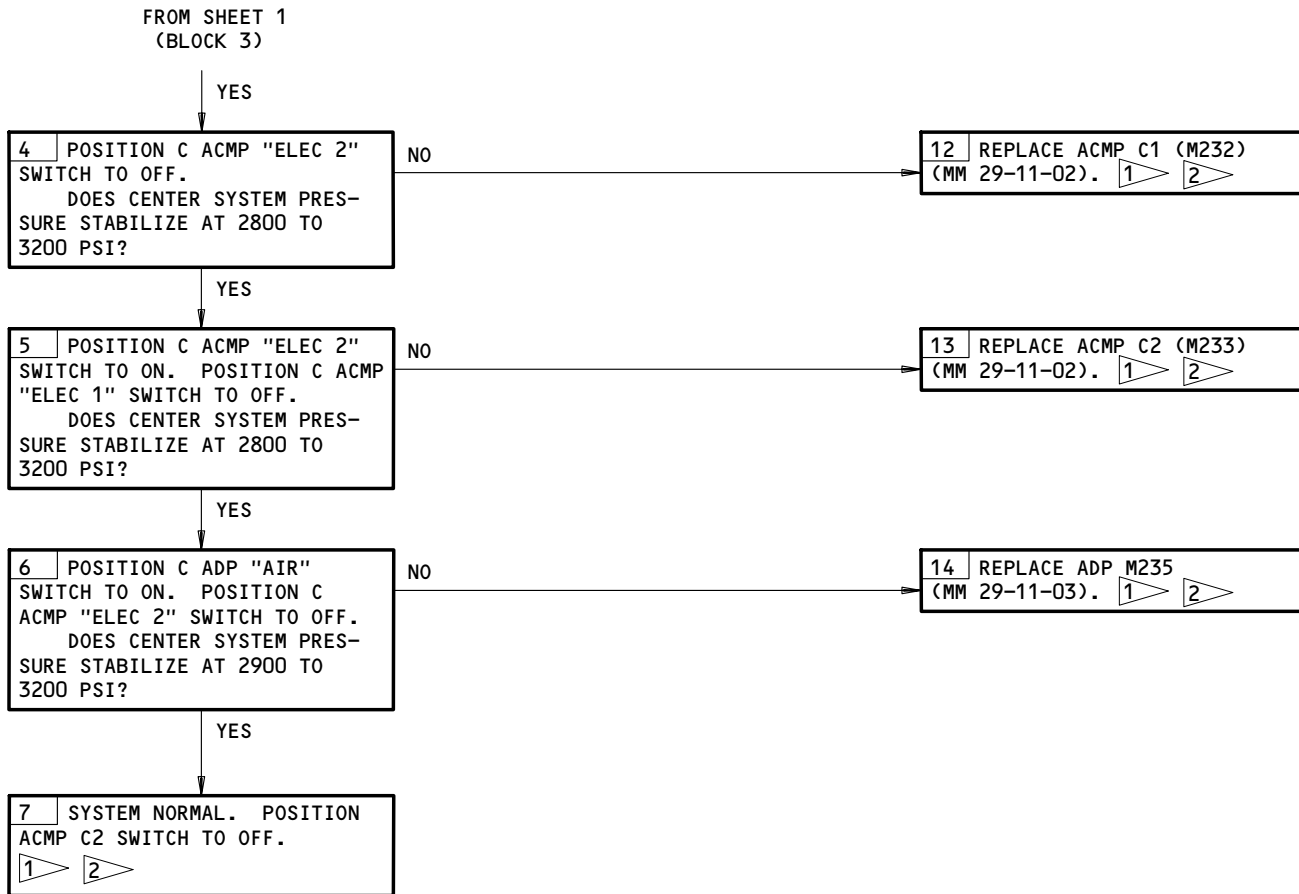 FROM SHEET 1
(BLOCK 3)
YES
4 POSITION C ACMP "ELEC 2"
SWITCH TO OFF.
DOES CENTER SYSTEM PRES-
SURE STABILIZE AT 2800 TO
3200 PSI?
NO
12 REPLACE ACMP C1 (M232)
(MM 29-11-02). 1 2
YES
5 POSITION C ACMP "ELEC 2"
SWITCH TO ON. POSITION C ACMP
"ELEC 1" SWITCH TO OFF.
DOES CENTER SYSTEM PRES-
SURE STABILIZE AT 2800 TO
3200 PSI?
NO
13 REPLACE ACMP C2 (M233)
(MM 29-11-02). 1 2
YES
6 POSITION C ADP "AIR"
SWITCH TO ON. POSITION C
ACMP "ELEC 2" SWITCH TO OFF.
DOES CENTER SYSTEM PRES-
SURE STABILIZE AT 2900 TO
3200 PSI?
NO
14 REPLACE ADP M235
(MM 29-11-03). 1 2
YES
7 SYSTEM NORMAL. POSITION
ACMP C2 SWITCH TO OFF.
1 2